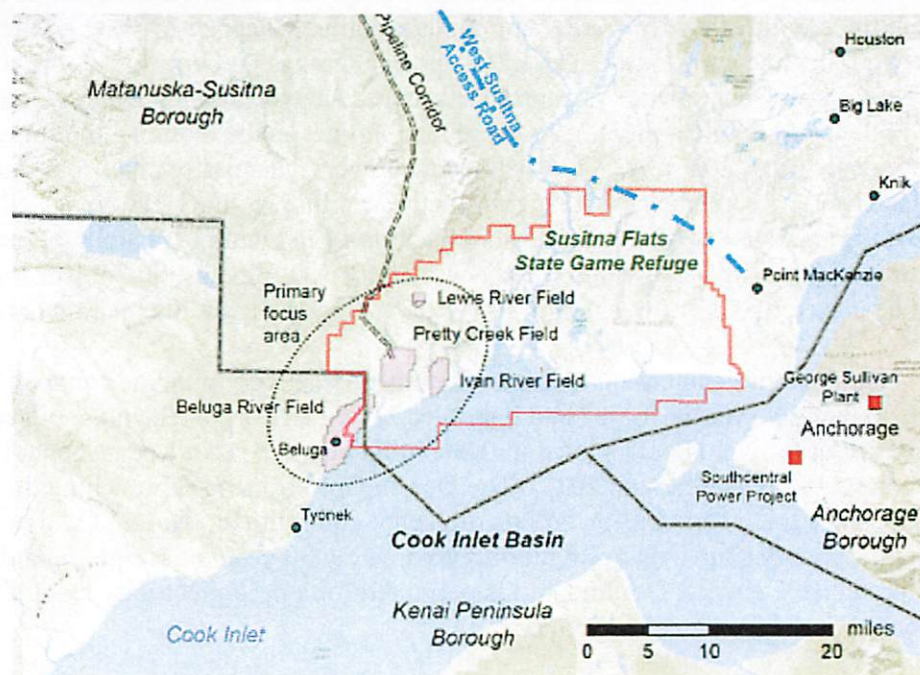 Houston
Big Lake
Knik
Matanuska-Susitna
Borough
Pipeline Corridor
West Susitna
Access Road
Susitna Flats
State Game Refuge
Point MacKenzie
Primary
focus
area
Lewis River Field
Pretty Creek Field
Ivan River Field
Beluga River Field
Beluga
George Sullivan
Plant
Anchorage
Southcentral
Power Project
Tyonek
Cook Inlet Basin
Anchorage
Borough
Kenai Peninsula
Borough
Cook Inlet
miles
0 5 10 20